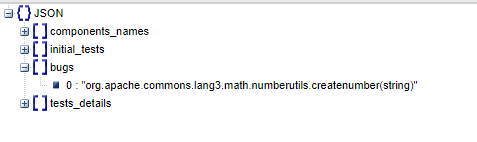 JSON
components_names
initial_tests
bugs
0 : "org.apache.commons.lang3.math.numberutils.createnumber(string)"
tests_details